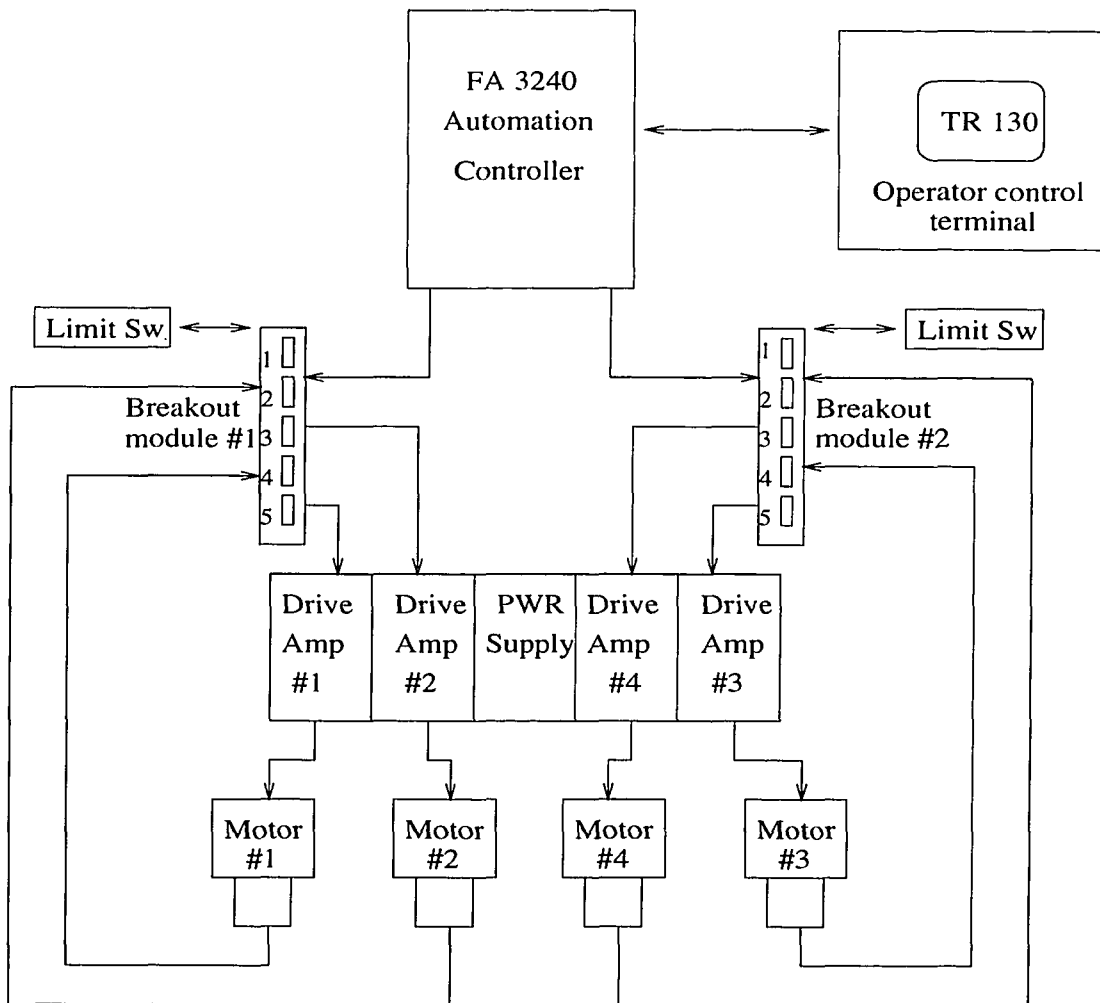 FA 3240
Automation
Controller
TR 130
Operator control
terminal
Limit Sw.
1
2
3
4
5
Breakout
module #1
Limit Sw
1
2
3
4
5
Breakout
module #2
Drive
Amp
#1
Drive
Amp
#2
PWR
Supply
Drive
Amp
#4
Drive
Amp
#3
Motor
#1
Motor
#2
Motor
#4
Motor
#3